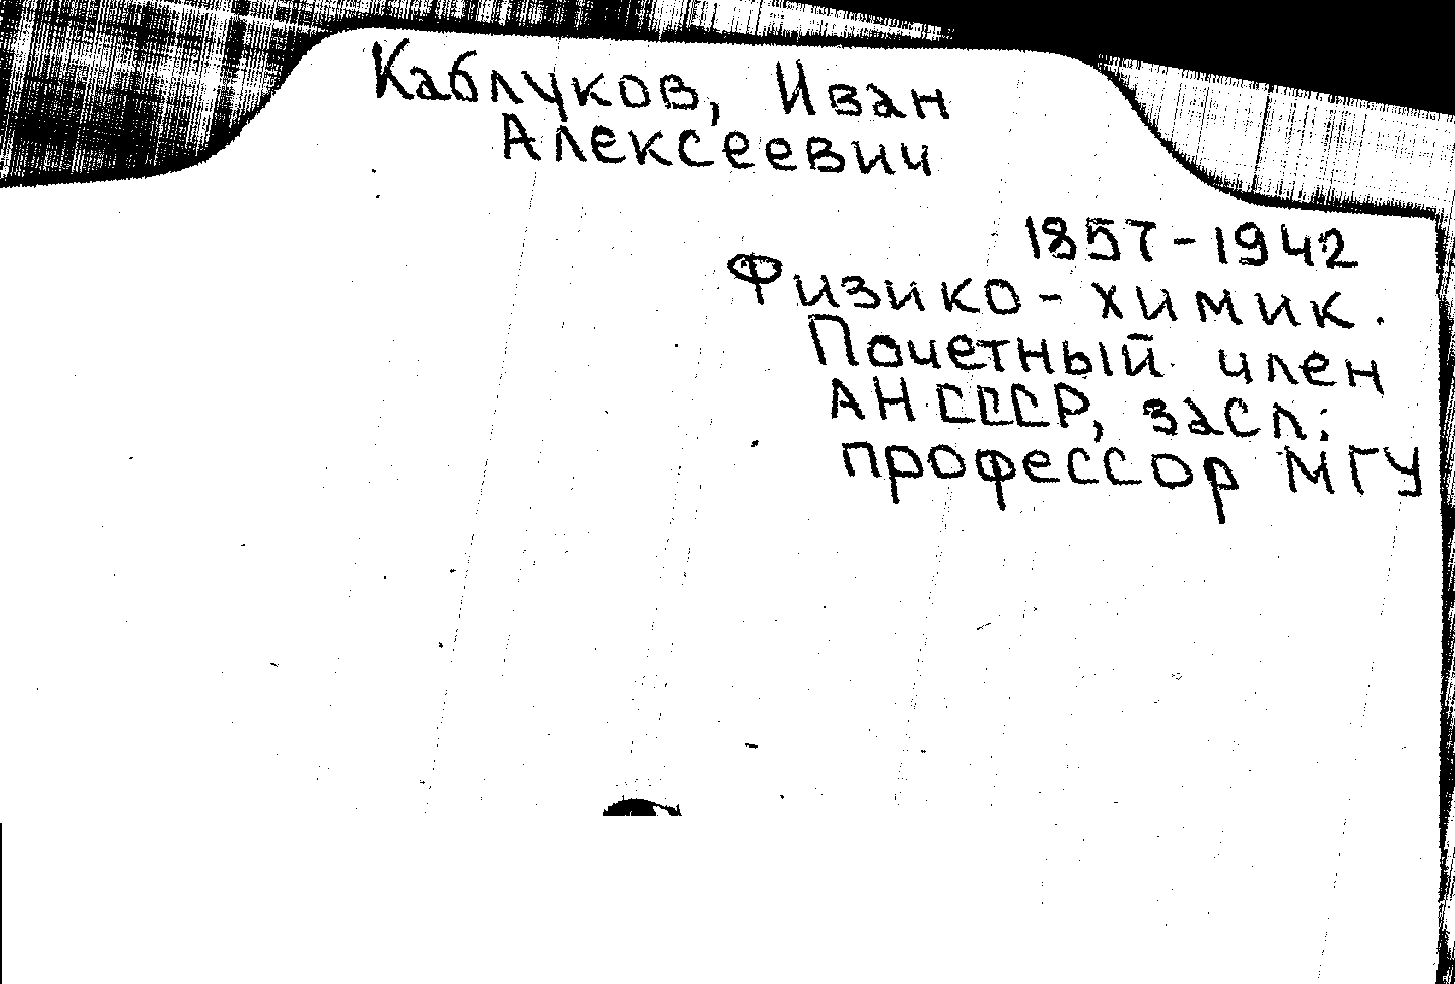 Каблуков, Иван
Алексеевич
1857-1942
Физико-химик.
Почетный член
АН СССР, засл.
профессор МГУ